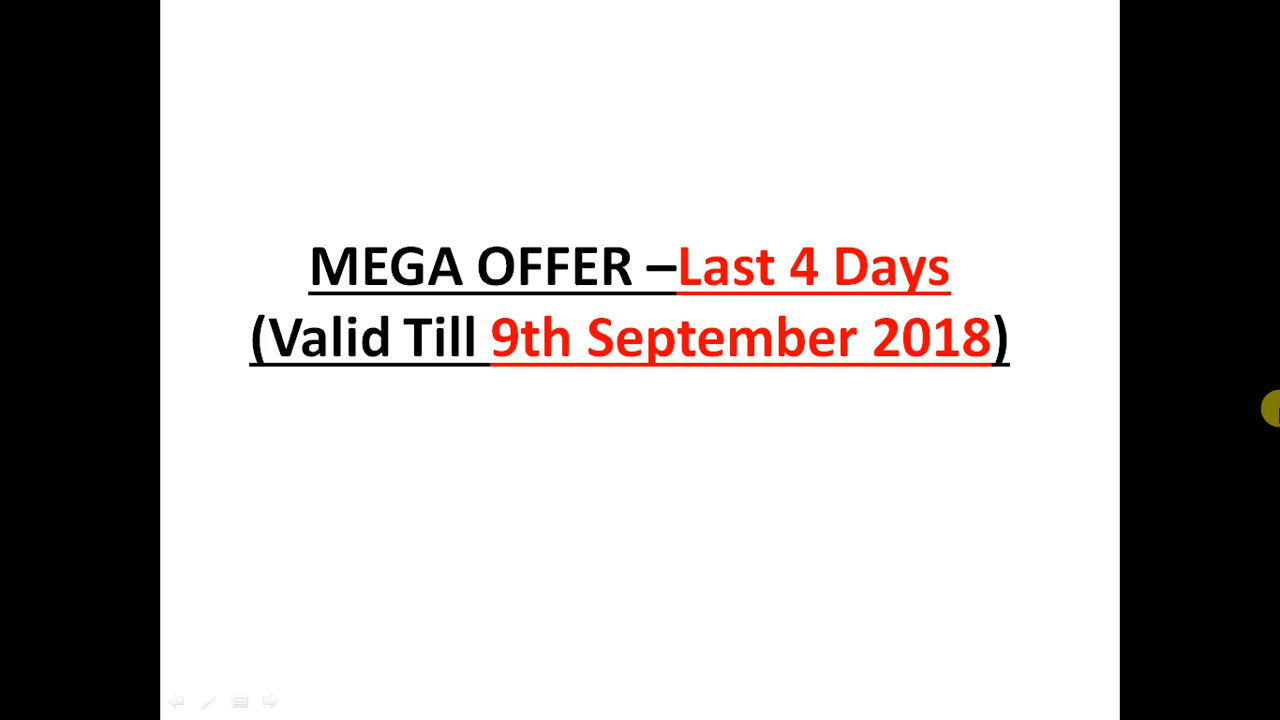 MEGA OFFER –Last 4 Days
(Valid Till 9th September 2018)